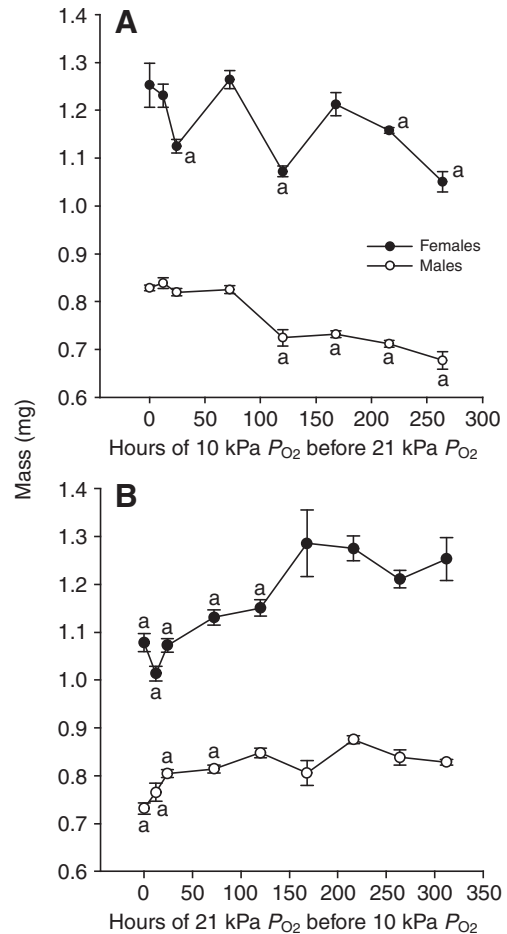 A
1.4
1.3
1.2
1.1
1.0
0.9
0.8
0.7
0.6
a
a
a
a
Females
Males
a
a
a
a
0 50 100 150 200 250 300
Hours of 10 kPa PO2 before 21 kPa PO2
Mass (mg)
B
1.4
1.3
1.2
1.1
1.0
0.9
0.8
0.7
0.6
a
a
a
a
a
a
a
a
a
0 50 100 150 200 250 300 350
Hours of 21 kPa PO2 before 10 kPa PO2